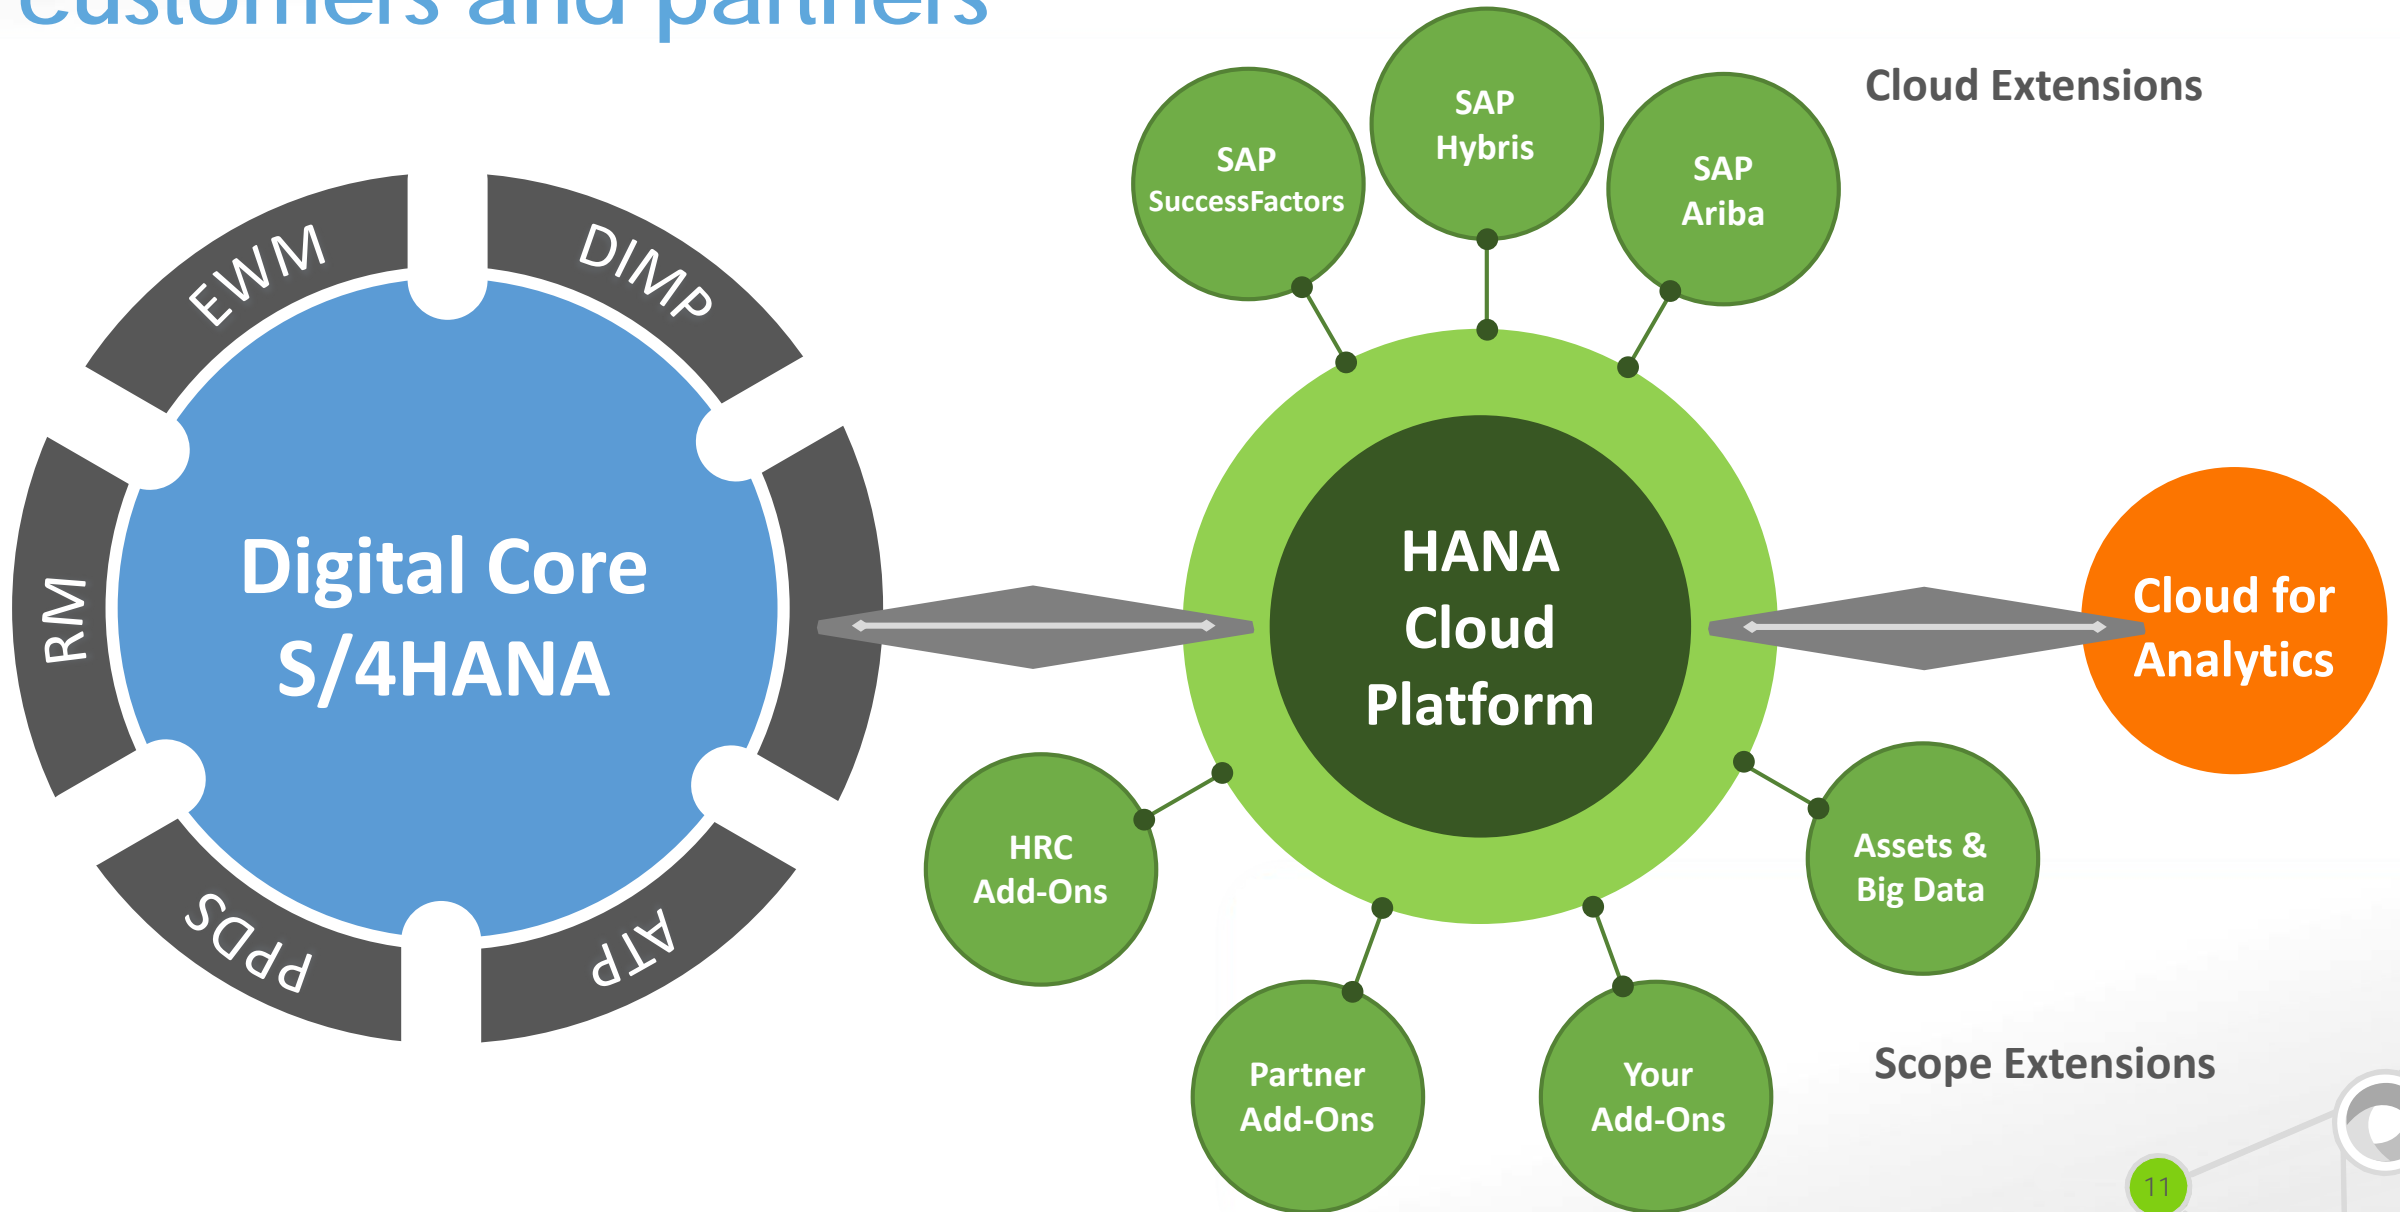 customers and partners
Cloud Extensions
SAP
SuccessFactors
SAP
Hybris
SAP
Ariba
EWM
DIMP
RM
PPDS
ATP
Digital Core
S/4HANA
HANA
Cloud
Platform
Cloud for
Analytics
HRC
Add-Ons
Partner
Add-Ons
Your
Add-Ons
Assets &
Big Data
Scope Extensions
11